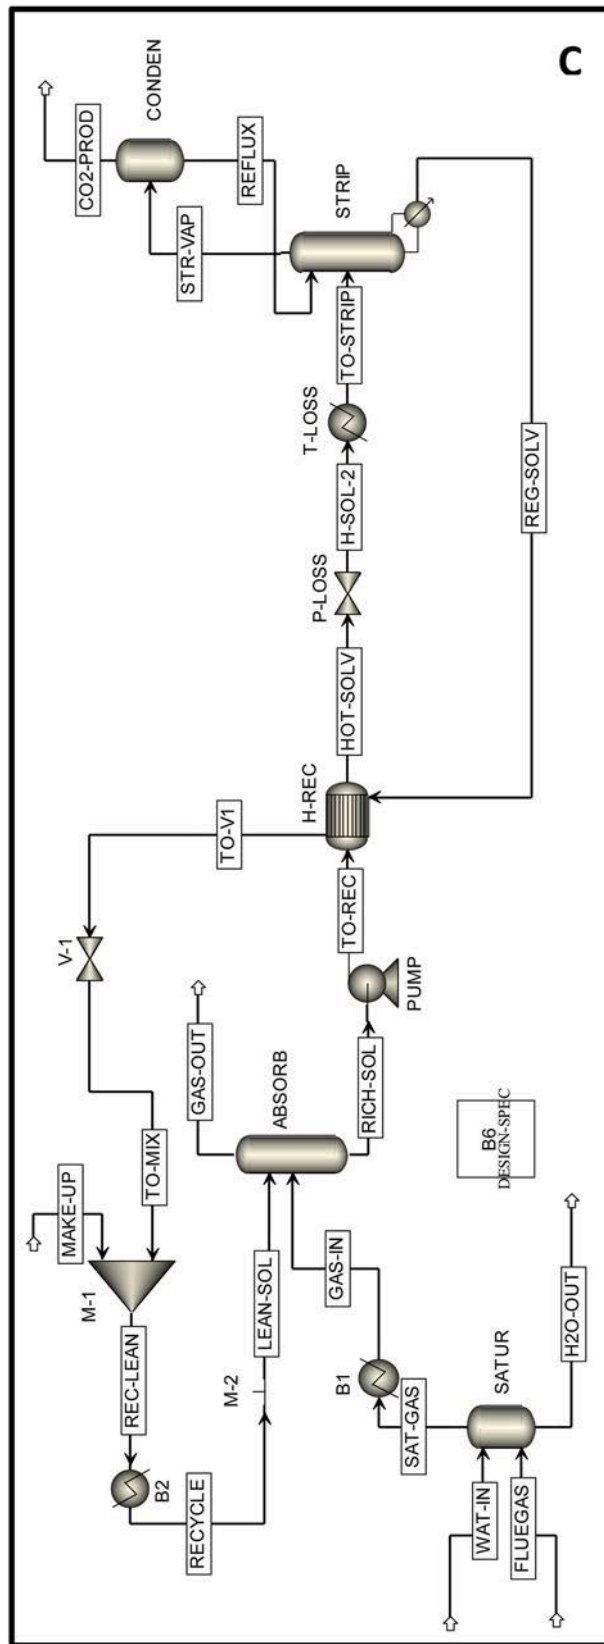 C
CO2-PROD
CONDEN
STR-VAP
REFLUX
STRIP
TO-STRIP
T-LOSS
H-SOL-2
P-LOSS
HOT-SOLV
REG-SOLV
H-REC
TO-V1
TO-REC
V-1
PUMP
GAS-OUT
ABSORB
RICH-SOL
TO-MIX
MAKE-UP
M-1
REC-LEAN
B2
RECYCLE
M-2
LEAN-SOL
GAS-IN
B1
SAT-GAS
SATUR
WAT-IN
FLUEGAS
H2O-OUT
B6
DESIGN-SPEC